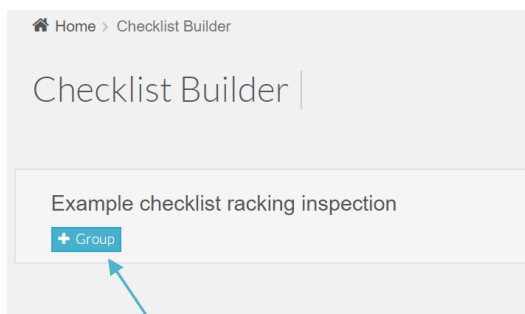 Home > Checklist Builder
Checklist Builder
Example checklist racking inspection
+ Group